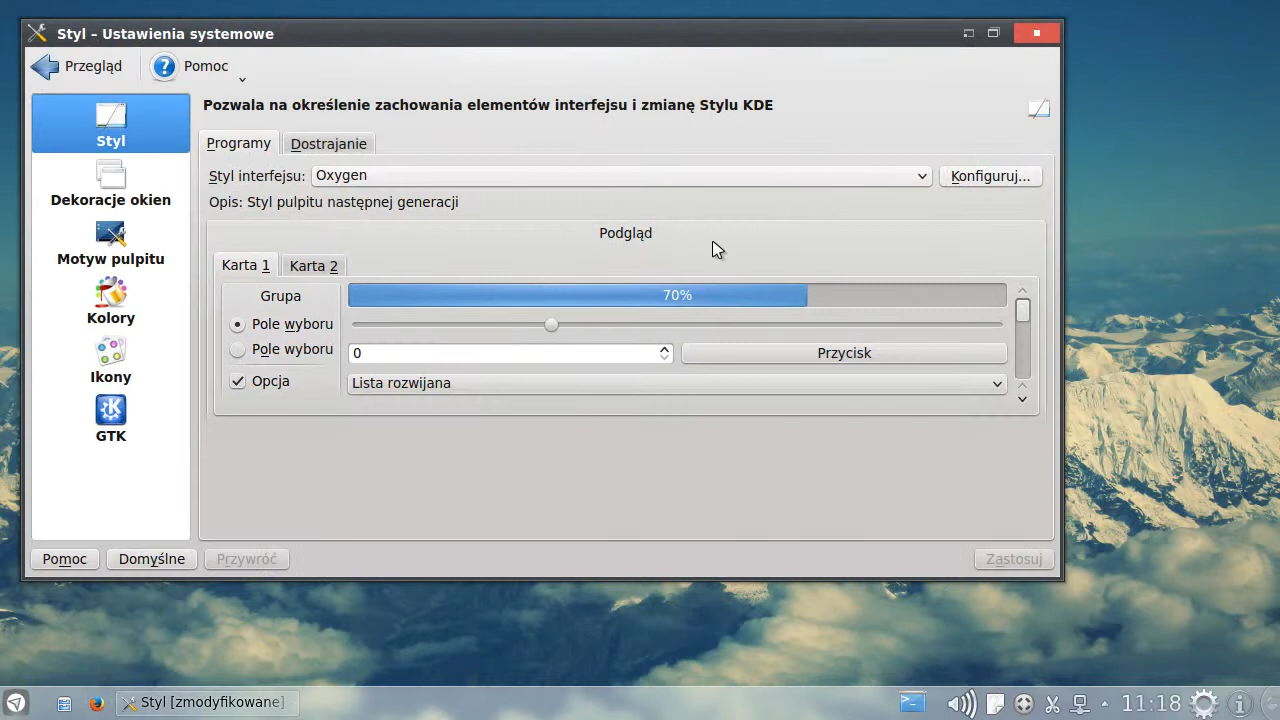 Styl – Ustawienia systemowe
Przegląd
Pomoc
Styl
Dekoracje okien
Motyw pulpitu
Kolory
Ikony
GTK
Pozwala na określenie zachowania elementów interfejsu i zmianę Stylu KDE
Programy
Dostrajanie
Styl interfejsu: Oxygen
Konfiguruj...
Opis: Styl pulpitu następnej generacji
Podgląd
Karta 1
Karta 2
Grupa
70%
Pole wyboru
Pole wyboru
0
Przycisk
Opcja
Lista rozwijana
Pomoc
Domyślne
Przywróć
Zastosuj
Styl [zmodyfikowane]
11:18